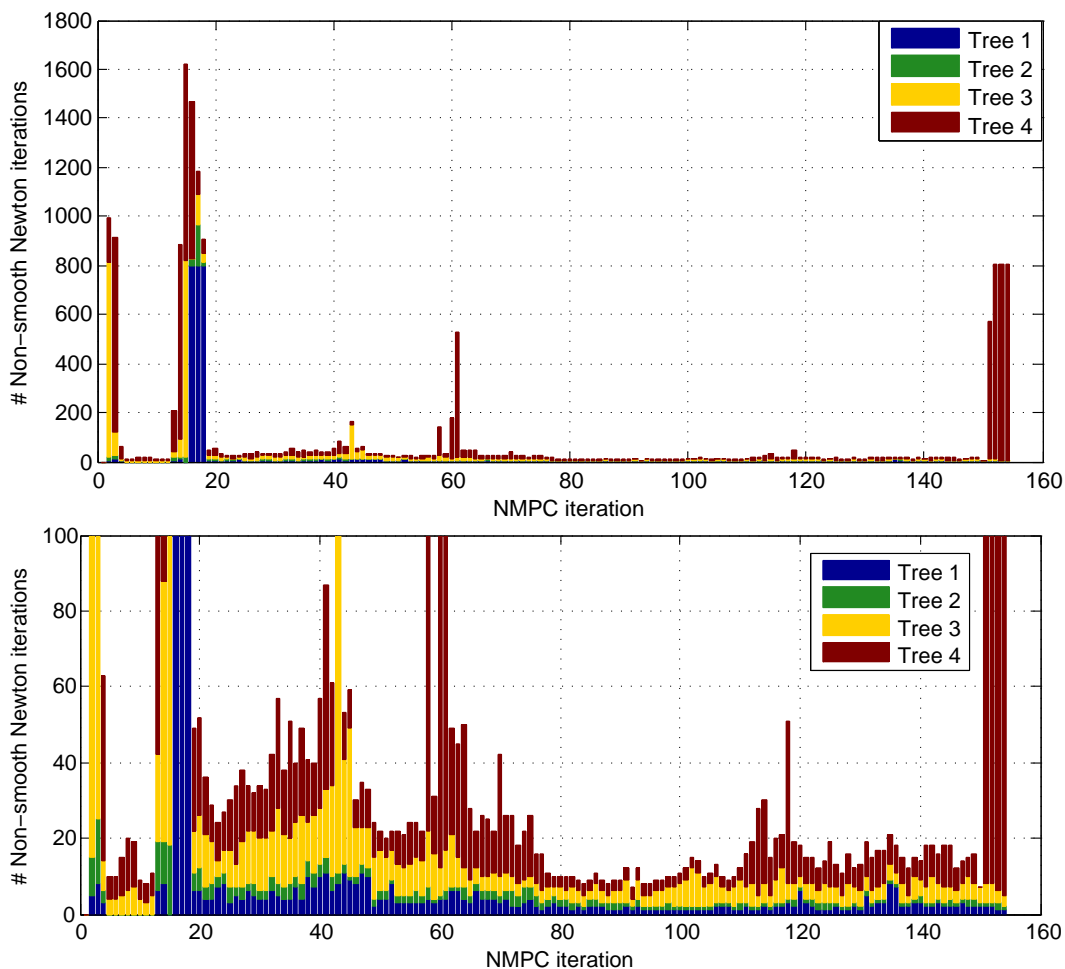 1800
1600
1400
1200
1000
800
600
400
200
0
# Non−smooth Newton iterations
Tree 1
Tree 2
Tree 3
Tree 4
0 20 40 60 80 100 120 140 160
NMPC iteration
100
80
60
40
20
0
# Non−smooth Newton iterations
Tree 1
Tree 2
Tree 3
Tree 4
0 20 40 60 80 100 120 140 160
NMPC iteration